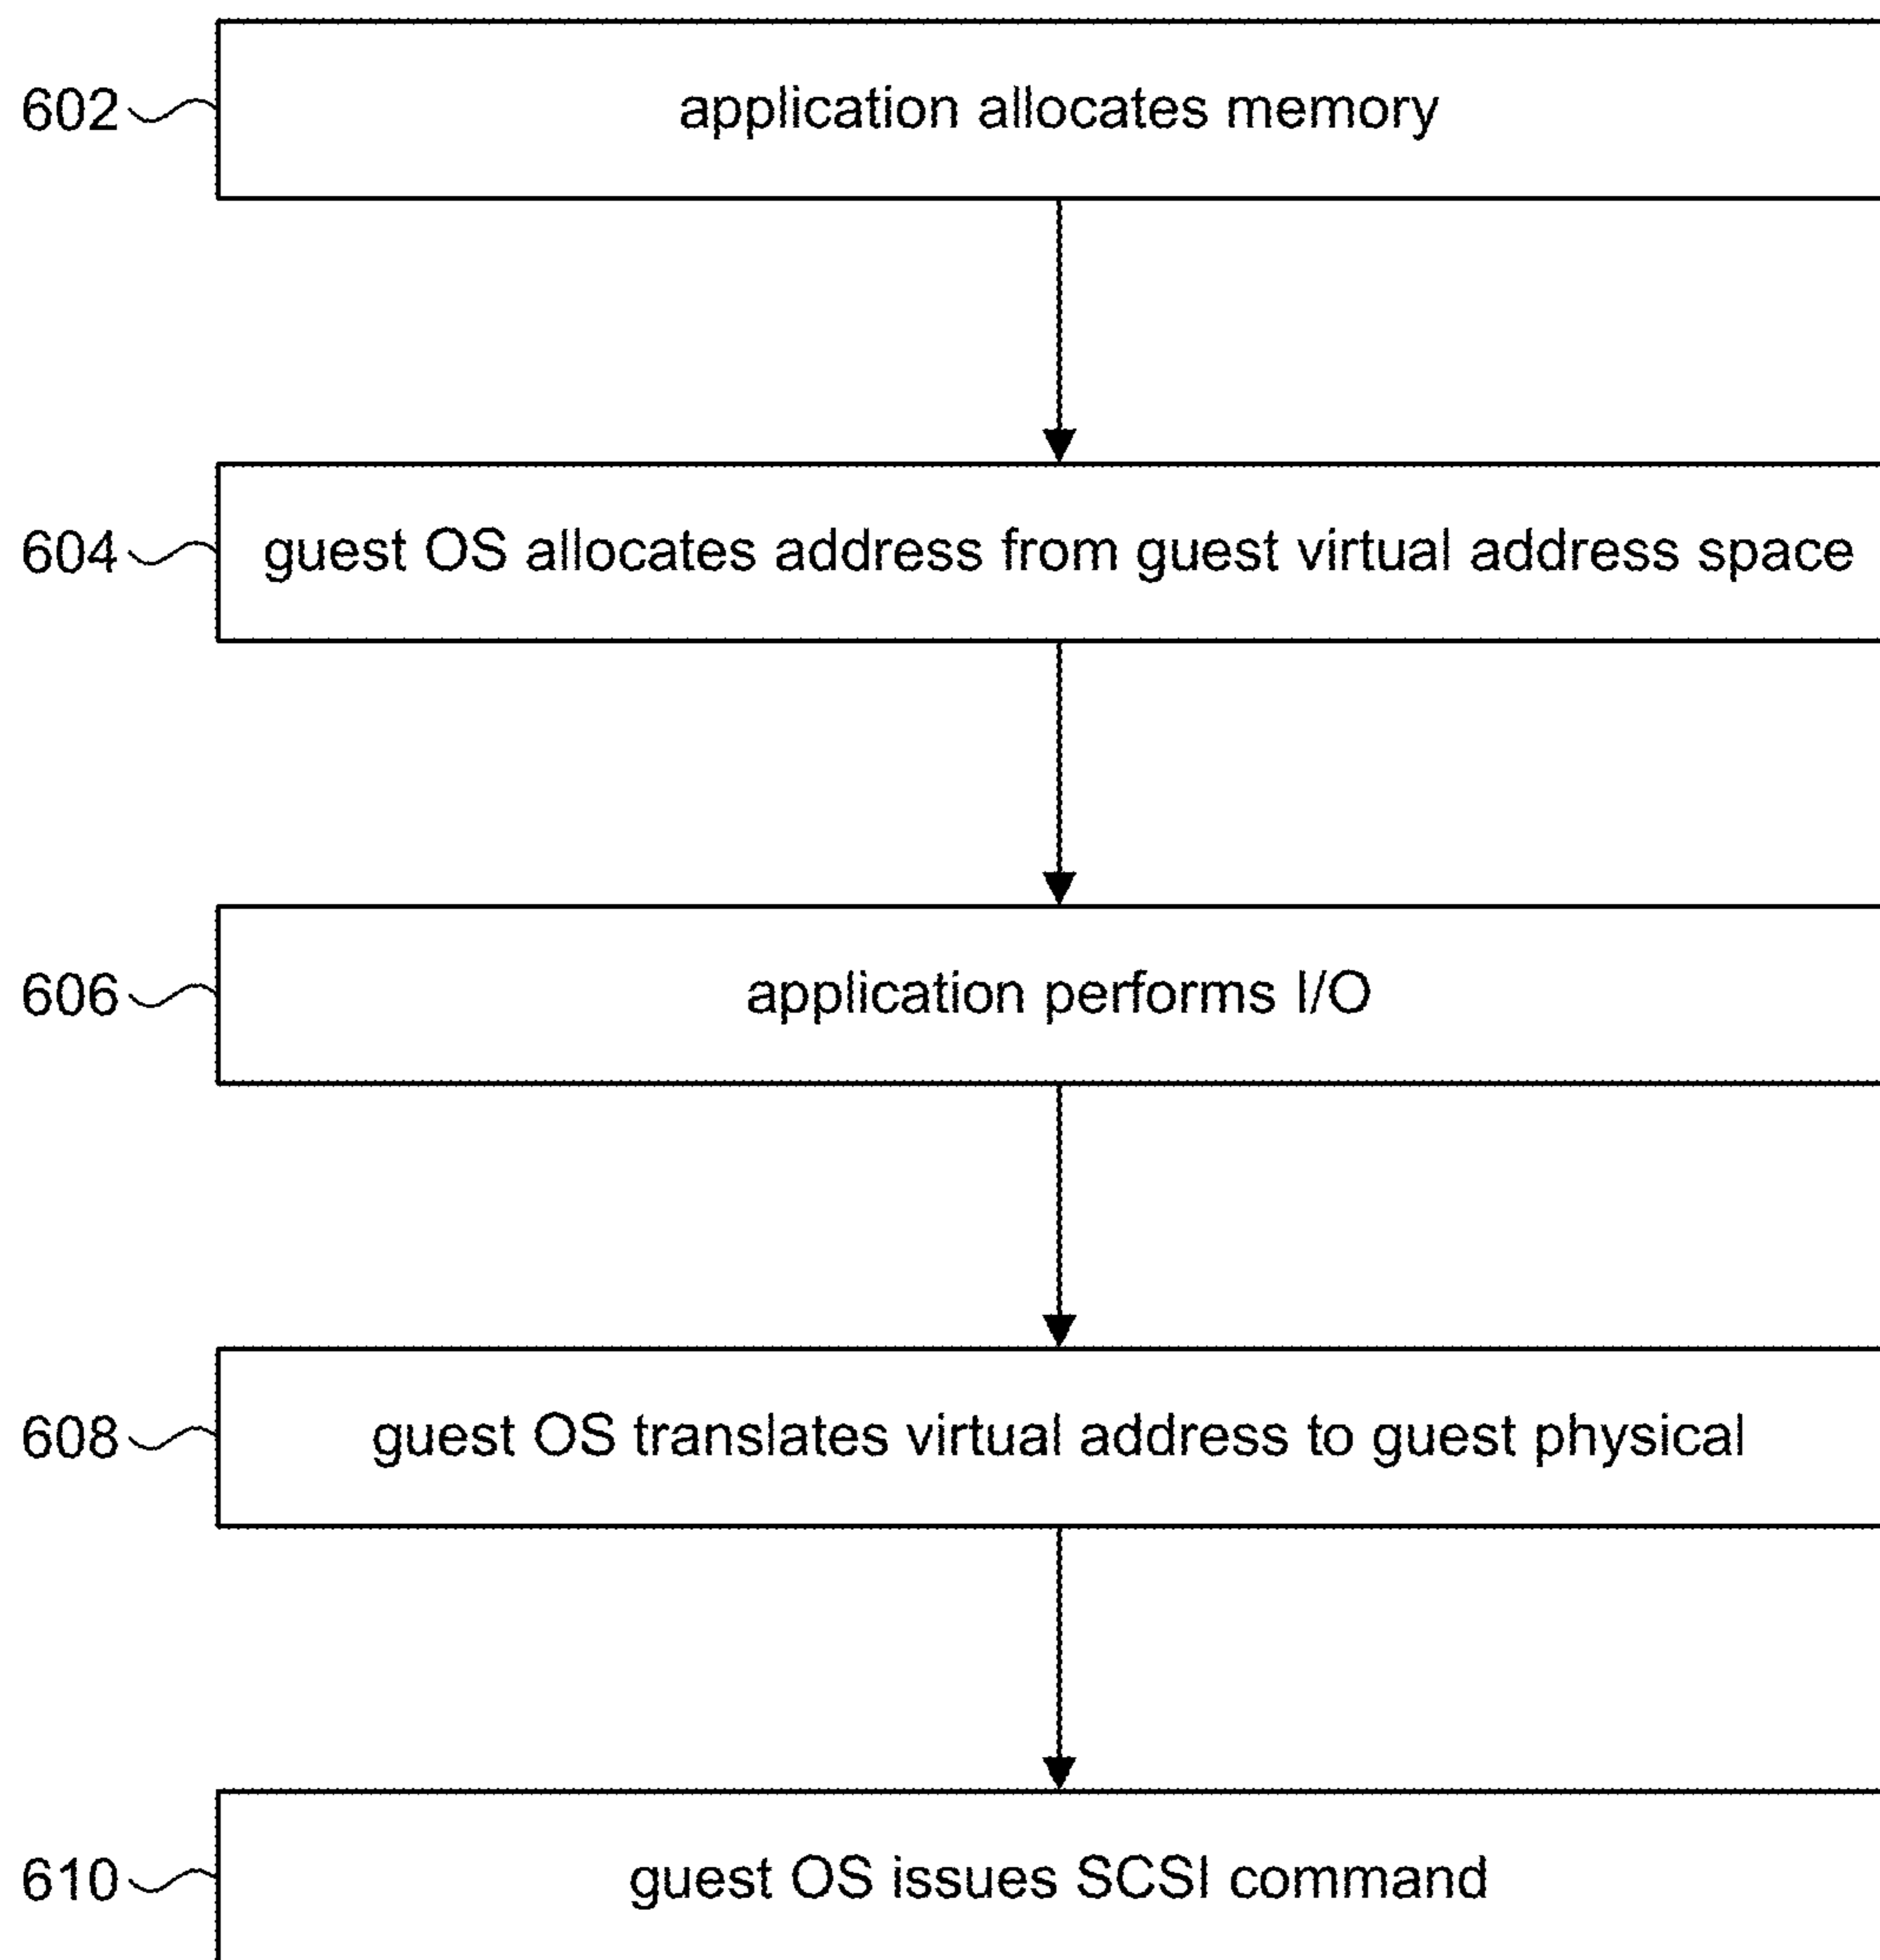 602 application allocates memory
604 guest OS allocates address from guest virtual address space
606 application performs I/O
608 guest OS translates virtual address to guest physical
610 guest OS issues SCSI command